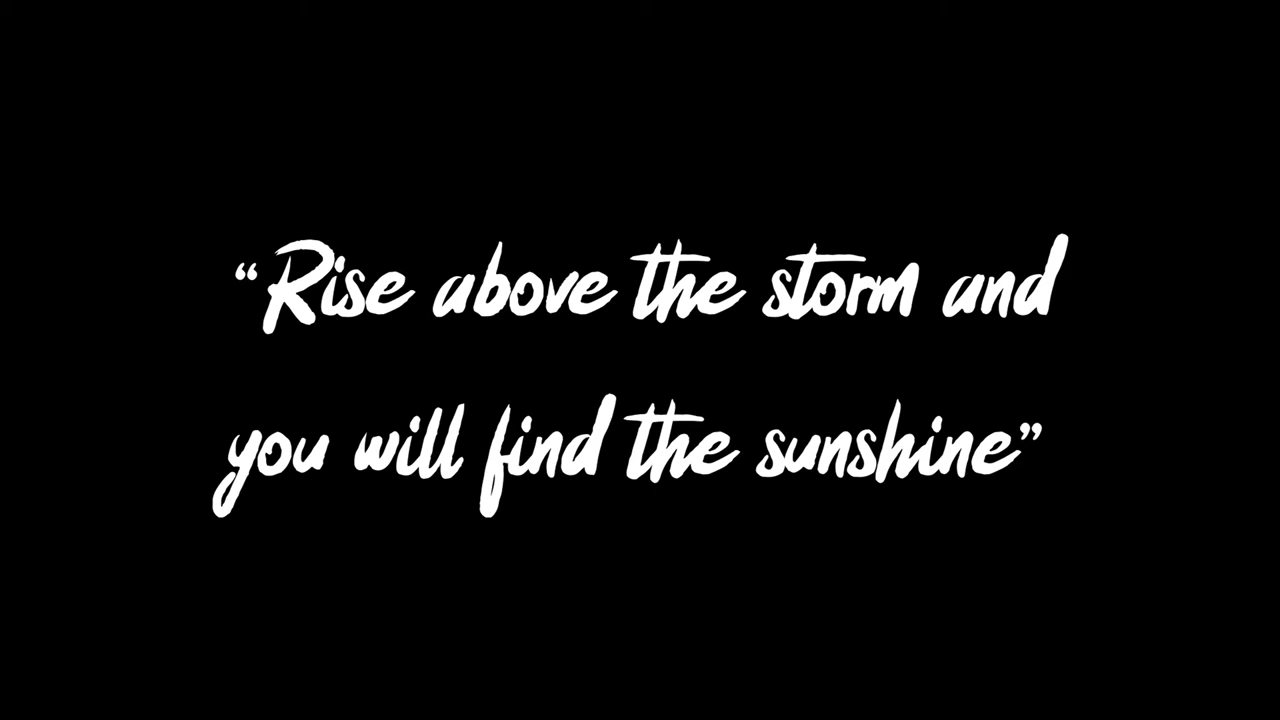 “Rise above the storm and
you will find the sunshine”